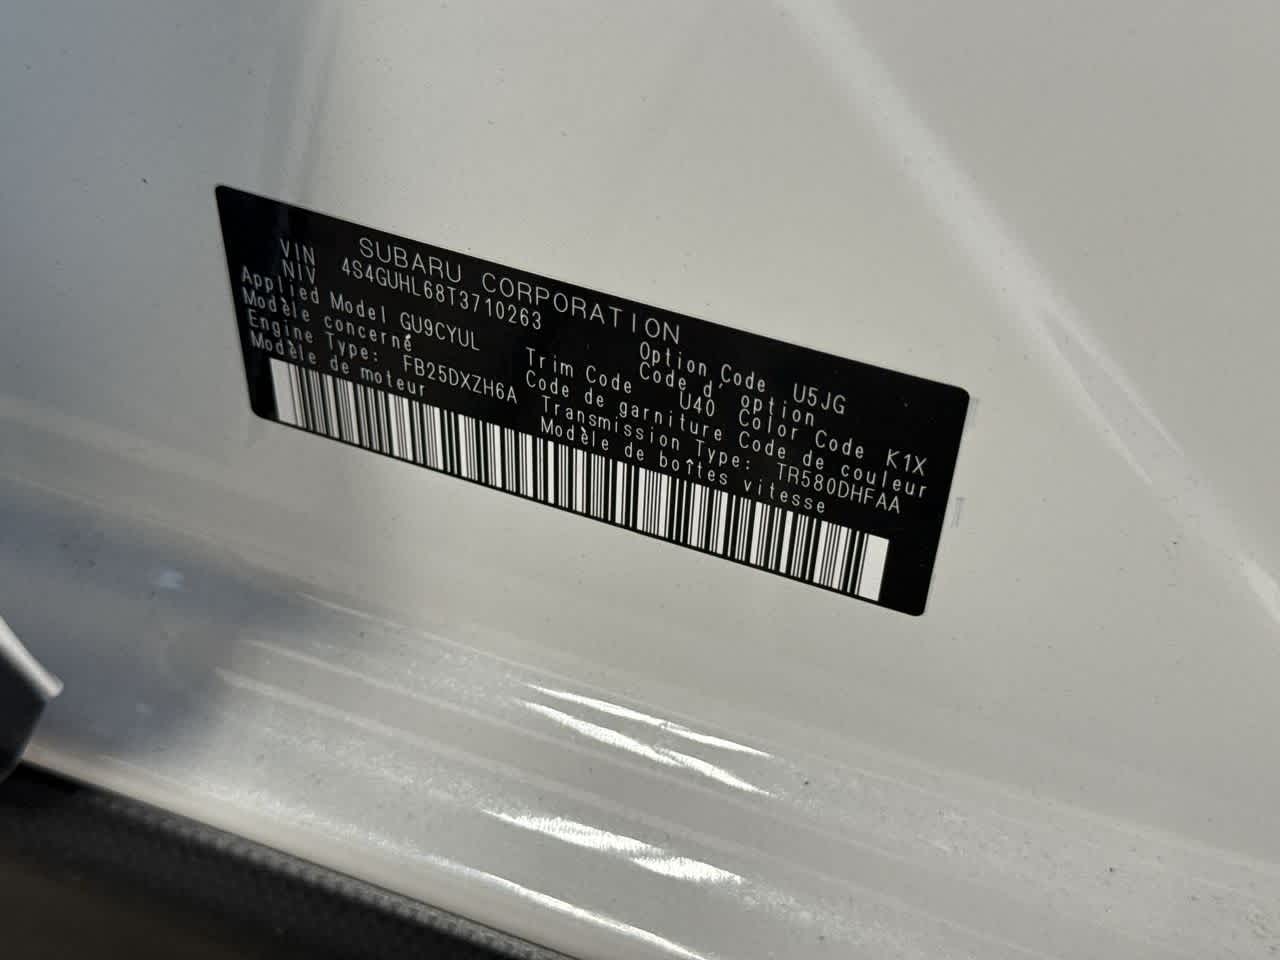 SUBARU CORPORATION
VIN
NIV 4S4GUHL68T3710263
Applied Model GU9CYUL
Modèle concerné
Option Code U5JG
Code d' option
Trim Code U40 Color Code K1X
Code de garniture Code de couleur
Engine Type: FB25DXZH6A
Modèle de moteur
Transmission Type: TR580DHFAA
Modèle de boîtes vitesse